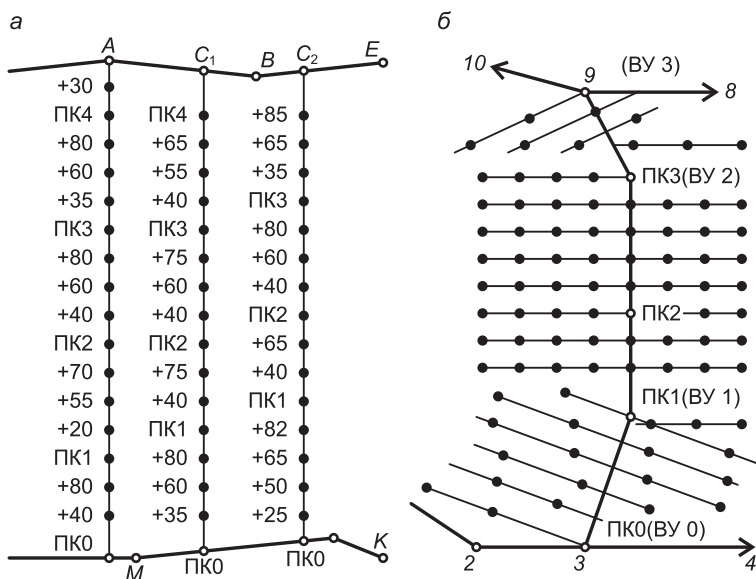 а
A C₁ B C₂ E
+30
ПК4 ПК4 +85
+80 +65 +65
+60 +55 +35
+35 +40 ПК3
ПК3 ПК3 +80
+80 +75 +60
+60 +60 +40
+40 +40 ПК2
ПК2 ПК2 +65
+70 +75 +40
+55 +40 ПК1
+20 ПК1 +82
ПК1 +80 +65
+80 +60 +50
+40 +35 +25
ПК0 M ПК0 ПК0 K
б
10 9 (ВУ 3) 8
ПК3(ВУ 2)
ПК2
ПК1(ВУ 1)
ПК0(ВУ 0)
2 3 4